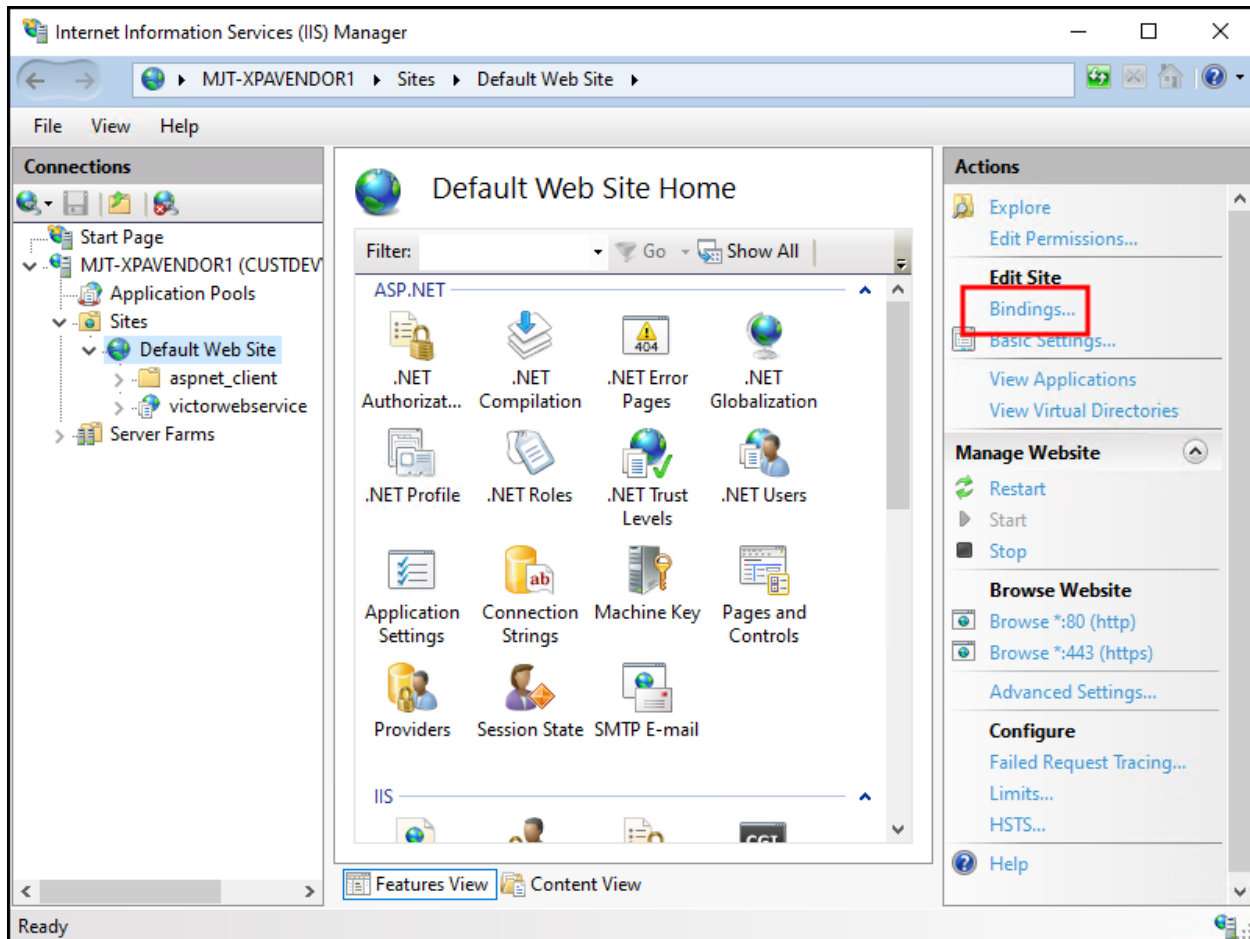 Internet Information Services (IIS) Manager
MJT-XPAVENDOR1 Sites Default Web Site
File View Help
Connections
Start Page
MJT-XPAVENDOR1 (CUSTDEV
Application Pools
Sites
Default Web Site
aspnet_client
victorwebservice
Server Farms
Default Web Site Home
Filter: Go Show All
ASP.NET
404
.NET Authorizat...
.NET Compilation
.NET Error Pages
.NET Globalization
.NET Profile
.NET Roles
.NET Trust Levels
.NET Users
ab
Application Settings
Connection Strings
Machine Key
Pages and Controls
Providers
Session State
SMTP E-mail
IIS
CGI
Features View
Content View
Actions
Explore
Edit Permissions...
Edit Site
Bindings...
Basic Settings...
View Applications
View Virtual Directories
Manage Website
Restart
Start
Stop
Browse Website
Browse *:80 (http)
Browse *:443 (https)
Advanced Settings...
Configure
Failed Request Tracing...
Limits...
HSTS...
Help
Ready